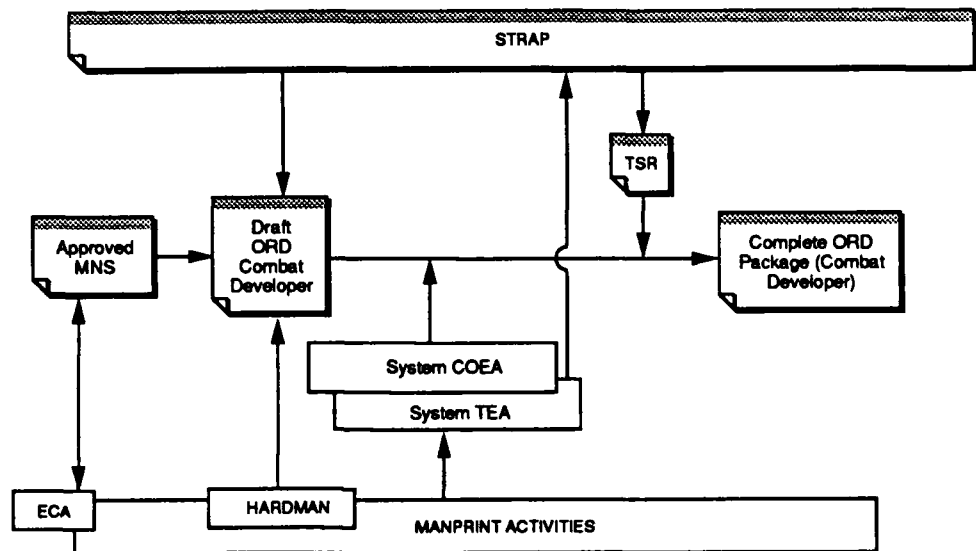 STRAP
TSR
Approved
MNS
Draft
ORD
Combat
Developer
Complete ORD
Package (Combat
Developer)
System COEA
System TEA
ECA
HARDMAN
MANPRINT ACTIVITIES